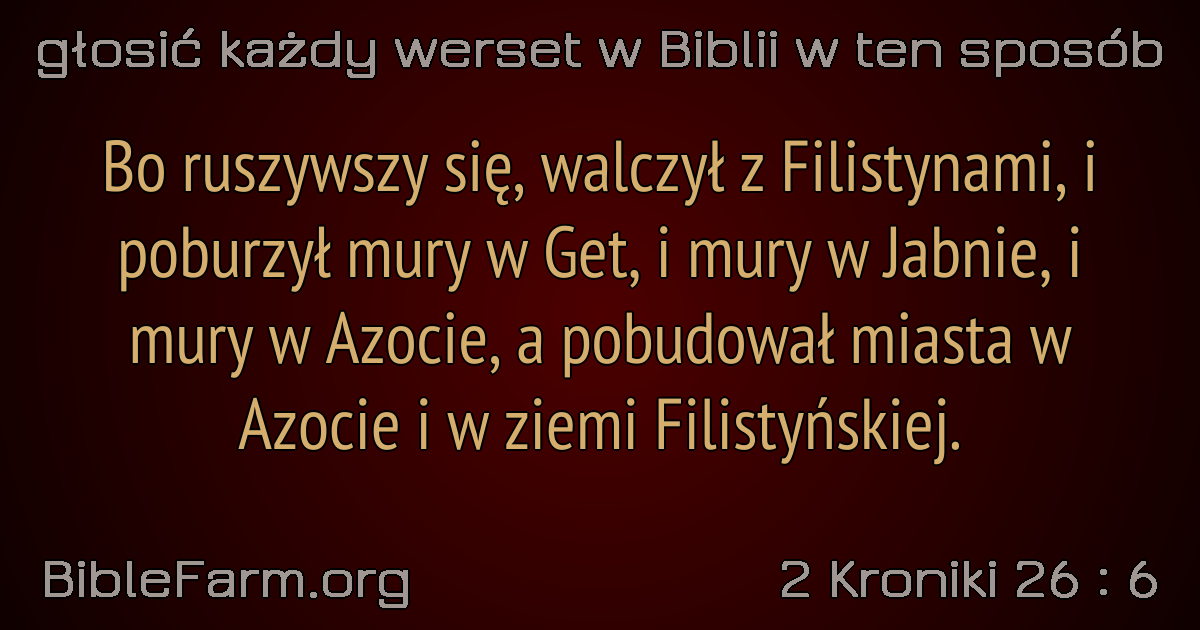 głosić każdy werset w Biblii w ten sposób
Bo ruszywszy się, walczył z Filistynami, i
poburzył mury w Get, i mury w Jabnie, i
mury w Azocie, a pobudował miasta w
Azocie i w ziemi Filistyńskiej.
BibleFarm.org
2 Kroniki 26 : 6